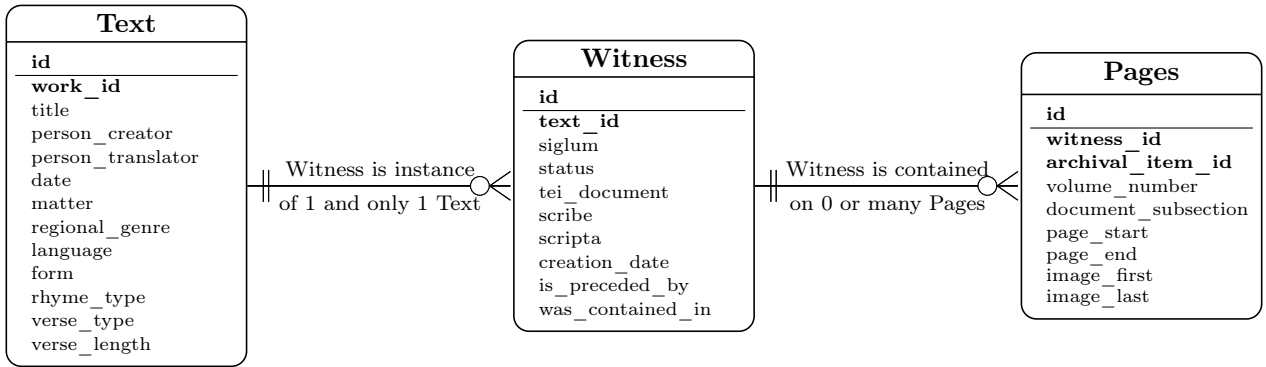 Text
id
work_id
title
person_creator
person_translator
date
matter
regional_genre
language
form
rhyme_type
verse_type
verse_length
Witness is instance
of 1 and only 1 Text
Witness
id
text_id
siglum
status
tei_document
scribe
scripta
creation_date
is_preceded_by
was_contained_in
Witness is contained
on 0 or many Pages
Pages
id
witness_id
archival_item_id
volume_number
document_subsection
page_start
page_end
image_first
image_last